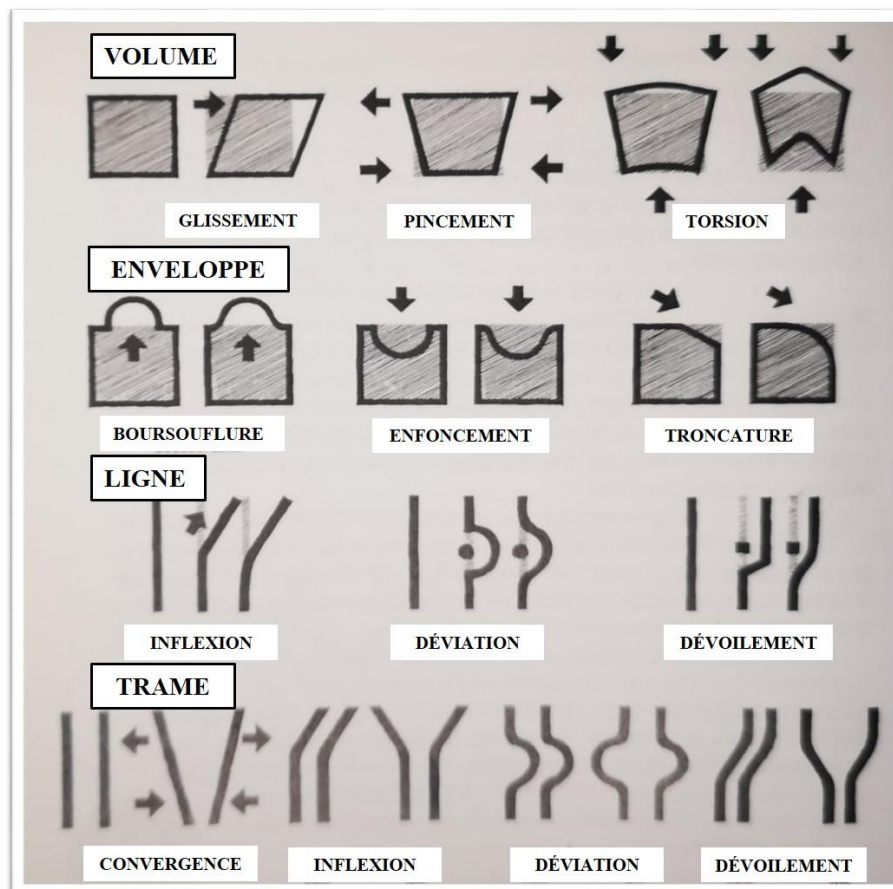 VOLUME
GLISSEMENT
PINCEMENT
TORSION
ENVELOPPE
BOURSOUFLURE
ENFONCEMENT
TRONCATURE
LIGNE
INFLEXION
DÉVIATION
DÉVOILEMENT
TRAME
CONVERGENCE
INFLEXION
DÉVIATION
DÉVOILEMENT